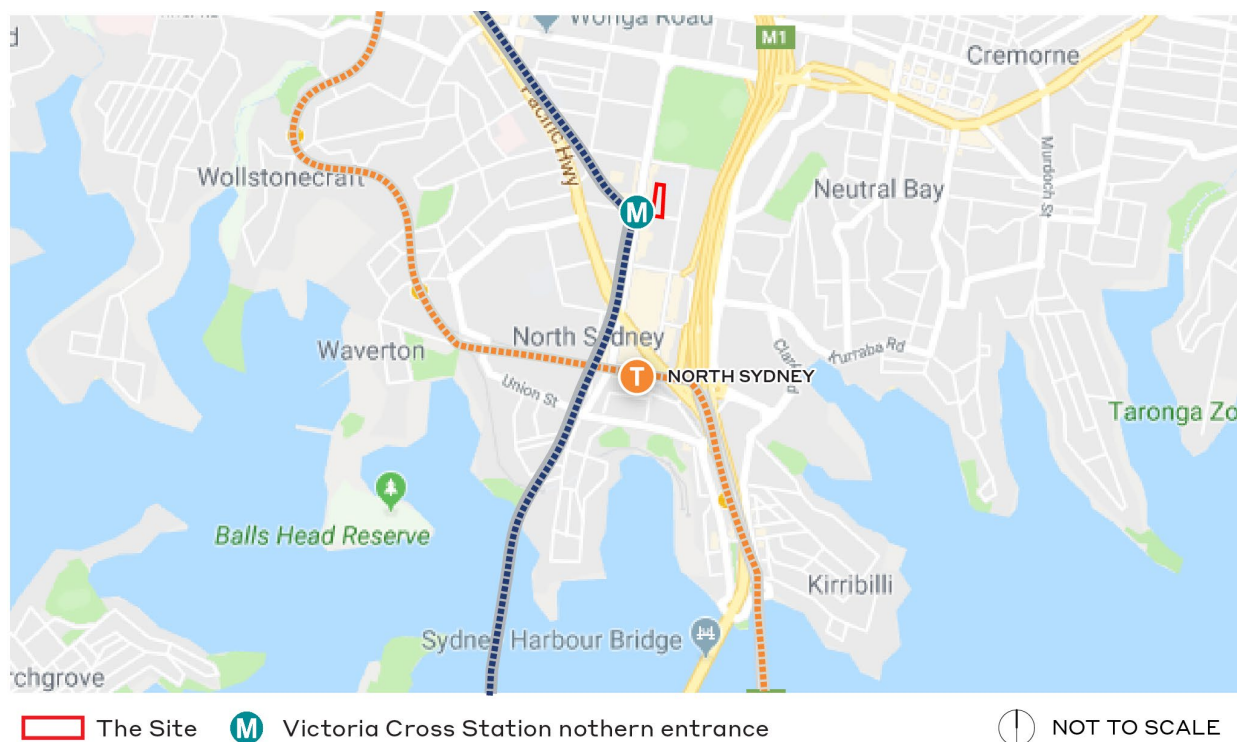 Wonga Road
M1
Cremorne
Pacific Hwy
Murdoch St
Wollstonecraft
Neutral Bay
M
North Sydney
Waverton
T NORTH SYDNEY
Union St
Kurraba Rd
Taronga Zo
Balls Head Reserve
Kirribilli
Sydne Harbour Bridge
rchgrove
The Site
M Victoria Cross Station nothern entrance
NOT TO SCALE